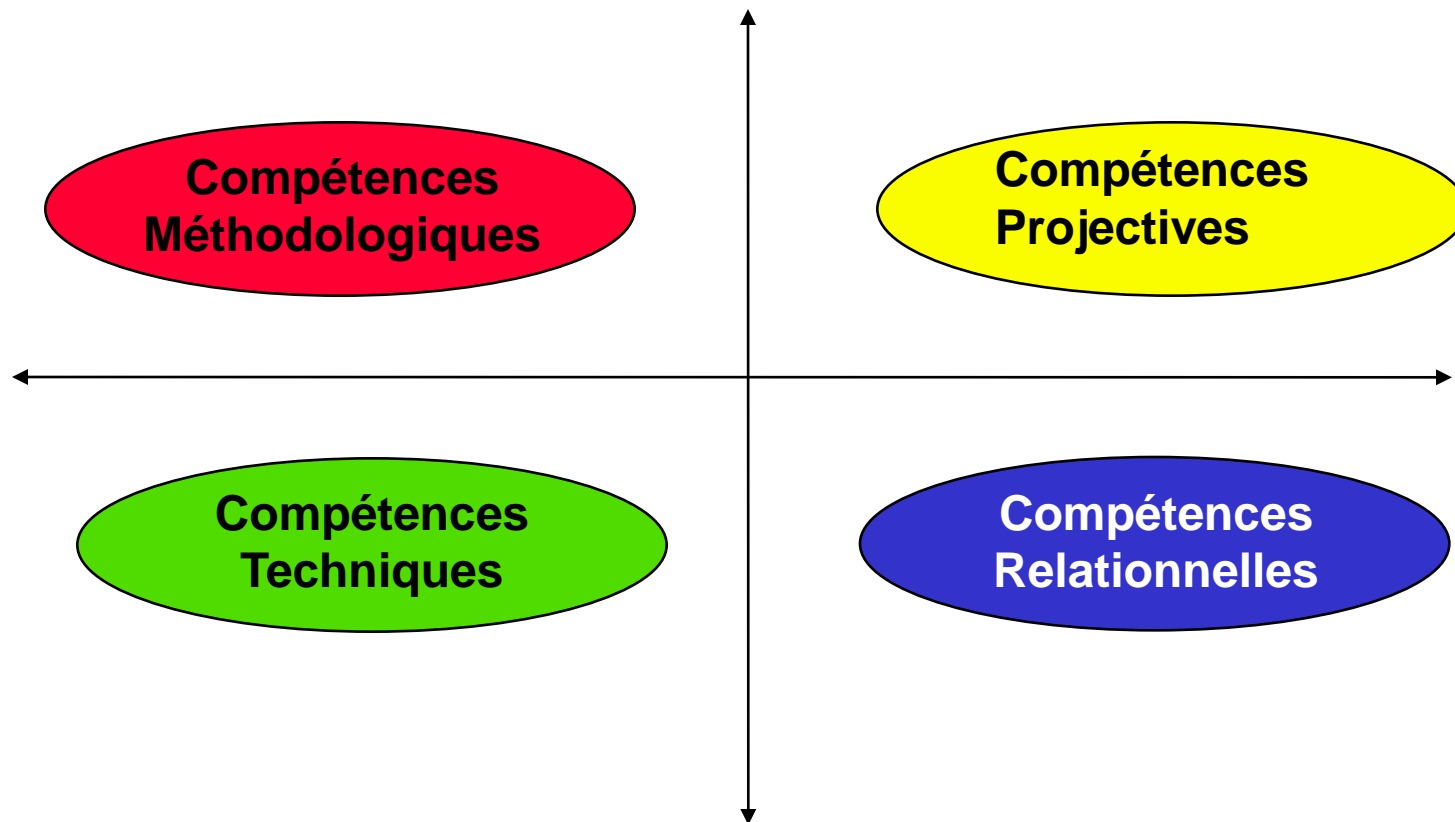 Compétences
Méthodologiques
Compétences
Projectives
Compétences
Techniques
Compétences
Relationnelles